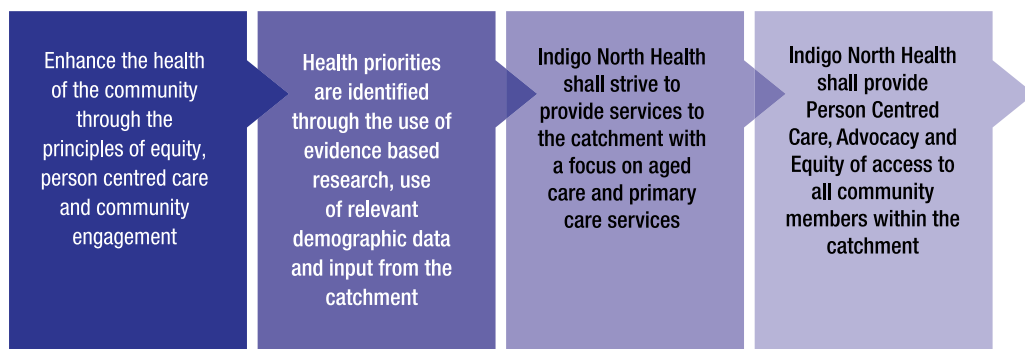 Enhance the health
of the community
through the
principles of equity,
person centred care
and community
engagement
Health priorities
are identified
through the use of
evidence based
research, use
of relevant
demographic data
and input from the
catchment
Indigo North Health
shall strive to
provide services to
the catchment with
a focus on aged
care and primary
care services
Indigo North Health
shall provide
Person Centred
Care, Advocacy and
Equity of access to
all community
members within the
catchment